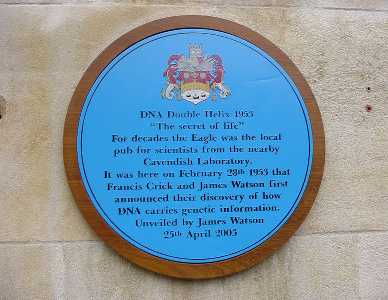 DNA Double Helix 1953
"The secret of life"
For decades the Eagle was the local
pub for scientists from the nearby
Cavendish Laboratory.
It was here on February 28th 1953 that
Francis Crick and James Watson first
announced their discovery of how
DNA carries genetic information.
Unveiled by James Watson
25th April 2003